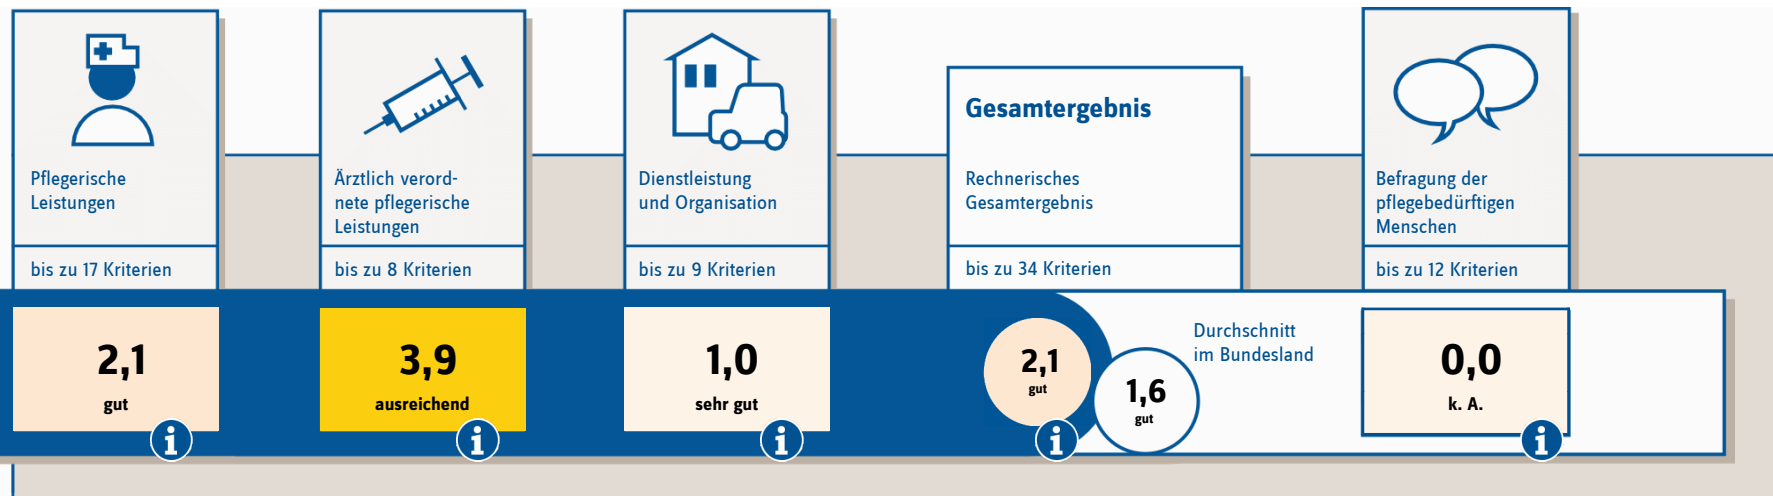 Pflegerische
Leistungen
bis zu 17 Kriterien
2,1
gut
i
Ärztlich verord-
nete pflegerische
Leistungen
bis zu 8 Kriterien
3,9
ausreichend
i
Dienstleistung
und Organisation
bis zu 9 Kriterien
1,0
sehr gut
i
Gesamtergebnis
Rechnerisches
Gesamtergebnis
bis zu 34 Kriterien
2,1
gut
i
Durchschnitt
im Bundesland
1,6
gut
Befragung der
pflegebedürftigen
Menschen
bis zu 12 Kriterien
0,0
k. A.
i